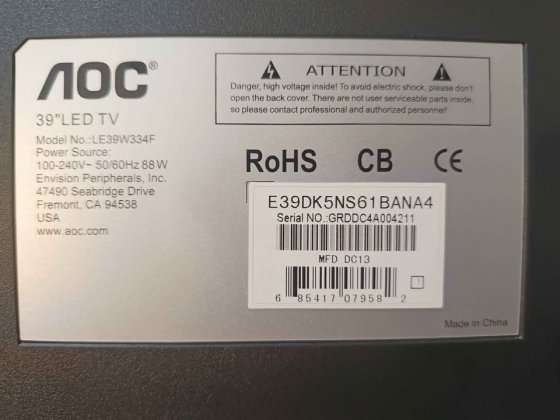 AOC®
39"LED TV
Model No.:LE39W334F
Power Source:
100-240V~ 50/60Hz 88W
Envision Peripherals, Inc.
47490 Seabridge Drive
Fremont, CA 94538
USA
www.aoc.com
ATTENTION
Danger, high voltage inside! To avoid electric shock, please don't
open the back cover. There are not user serviceable parts inside,
so please contact professional and authorized personnel!
RoHS CB CE
E39DK5NS61BANA4
Serial NO.:GRDDC4A004211
MFD DC13
6 85417 07958 2
1
Made in China